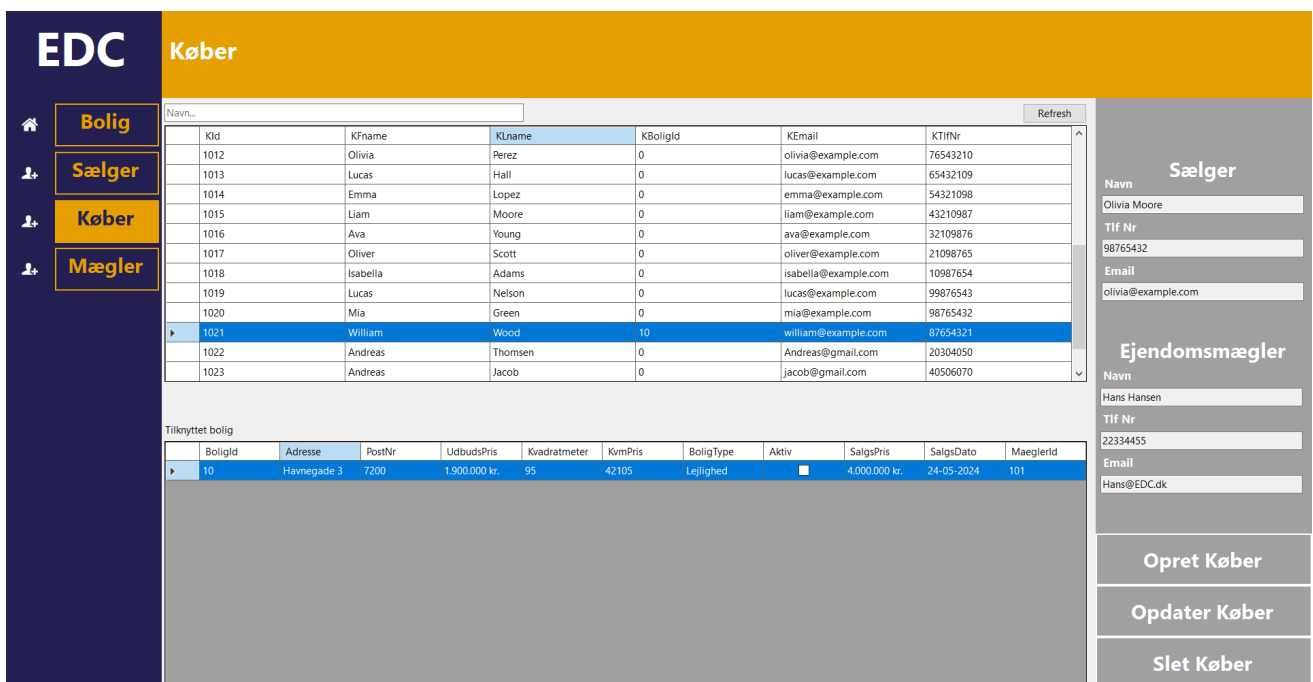 EDC
Køber
Bolig
Sælger
Køber
Mægler
Navn...
Refresh
KId KFname KLname KBoligId KEmail KTlfNr
1012 Olivia Perez 0 olivia@example.com 76543210
1013 Lucas Hall 0 lucas@example.com 65432109
1014 Emma Lopez 0 emma@example.com 54321098
1015 Liam Moore 0 liam@example.com 43210987
1016 Ava Young 0 ava@example.com 32109876
1017 Oliver Scott 0 oliver@example.com 21098765
1018 Isabella Adams 0 isabella@example.com 10987654
1019 Lucas Nelson 0 lucas@example.com 99876543
1020 Mia Green 0 mia@example.com 98765432
1021 William Wood 10 william@example.com 87654321
1022 Andreas Thomsen 0 Andreas@gmail.com 20304050
1023 Andreas Jacob 0 jacob@gmail.com 40506070
Tilknyttet bolig
BoligId Adresse PostNr UdbudsPris Kvadratmeter KvmPris BoligType Aktiv SalgsPris SalgsDato MaeglerId
10 Havnegade 3 7200 1.900.000 kr. 95 42105 Lejlighed 4.000.000 kr. 24-05-2024 101
Sælger
Navn
Olivia Moore
Tlf Nr
98765432
Email
olivia@example.com
Ejendomsmægler
Navn
Hans Hansen
Tlf Nr
22334455
Email
Hans@EDC.dk
Opret Køber
Opdater Køber
Slet Køber